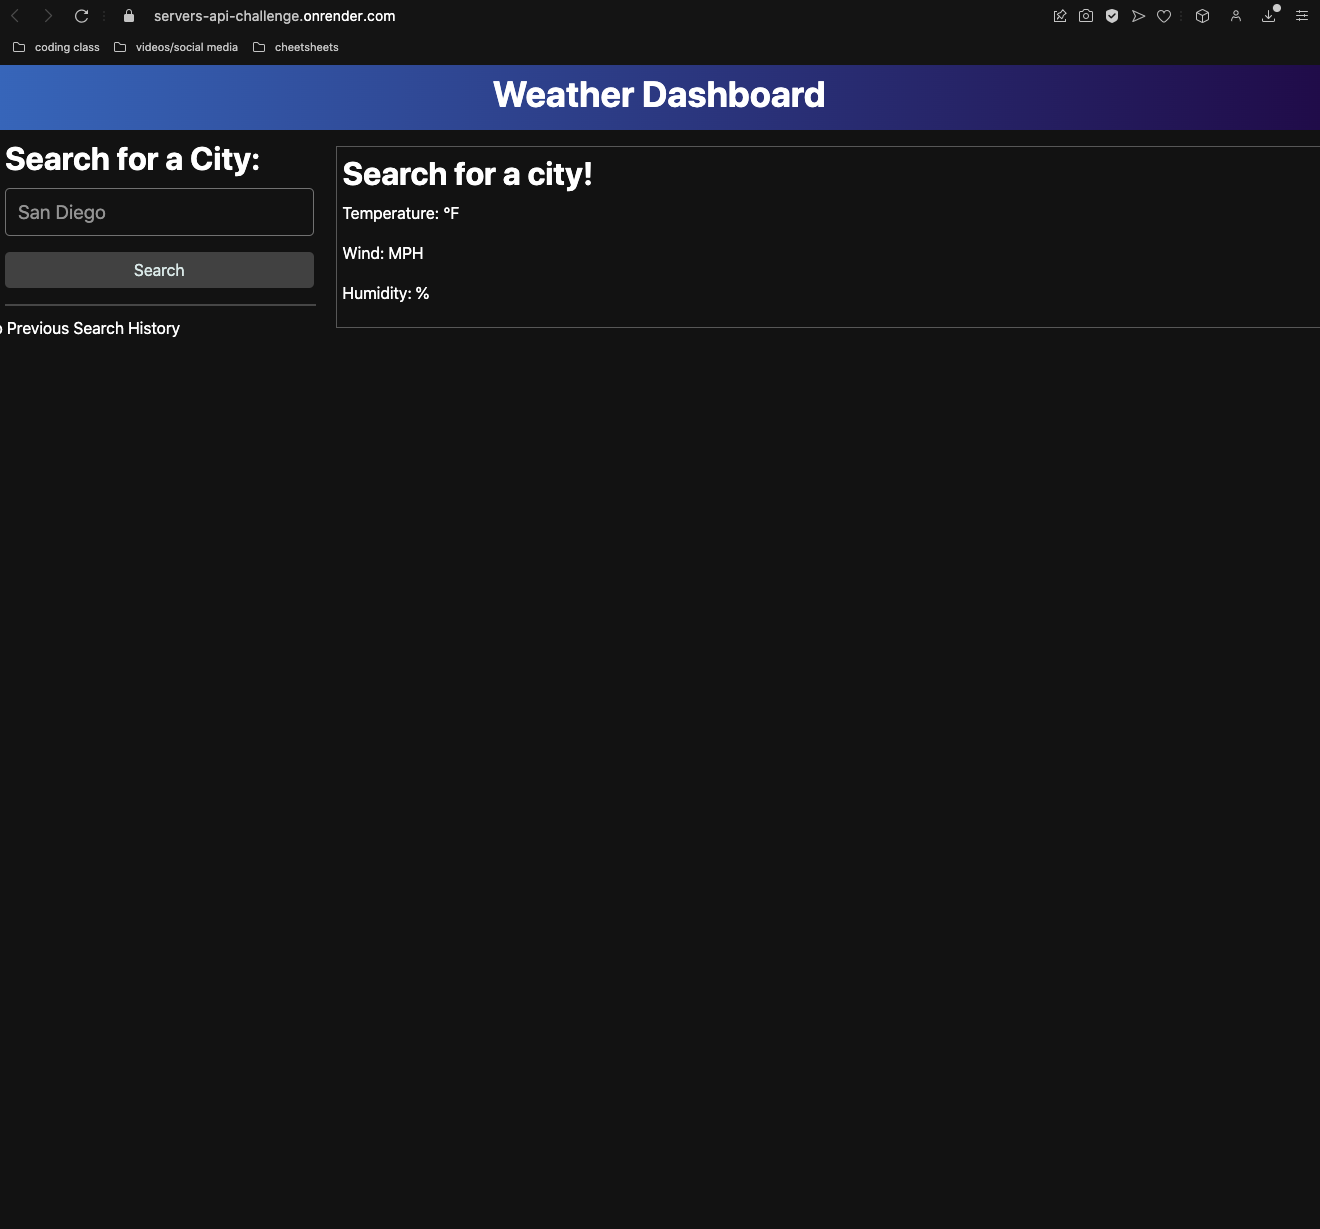 servers-api-challenge.onrender.com
coding class
videos/social media
cheetsheets
Weather Dashboard
Search for a City:
San Diego
Search
Previous Search History
Search for a city!
Temperature: °F
Wind: MPH
Humidity: %